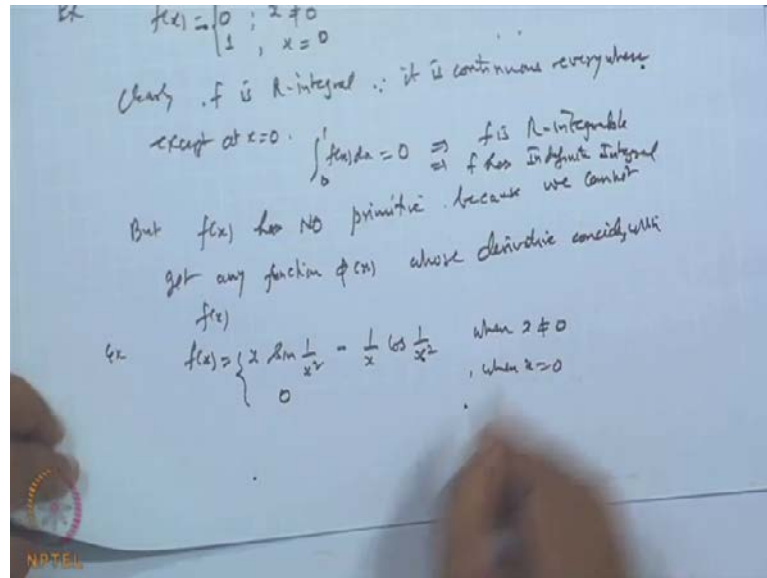 Ex f(x) = { 0 ; x ≠ 0
1 , x = 0
Clearly . f is R-integral ∵ it is continuous everywhere
except at x=0. ∫₀¹ f(x)dx = 0 ⇒ f is R-integrable
⇒ f has Indefinite Integral
But f(x) has NO primitive . because we cannot
get any function ϕ(x) whose derivative coincides with
f(x)
Ex f(x) = { x sin 1/x² - 1/x cos 1/x² when x ≠ 0
0 , when x=0
NPTEL